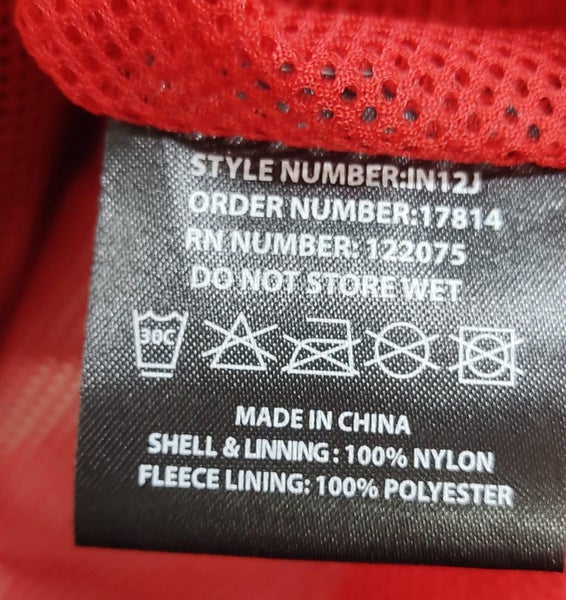 STYLE NUMBER:IN12J
ORDER NUMBER:17814
RN NUMBER: 122075
DO NOT STORE WET
30C
MADE IN CHINA
SHELL & LINNING : 100% NYLON
FLEECE LINING: 100% POLYESTER